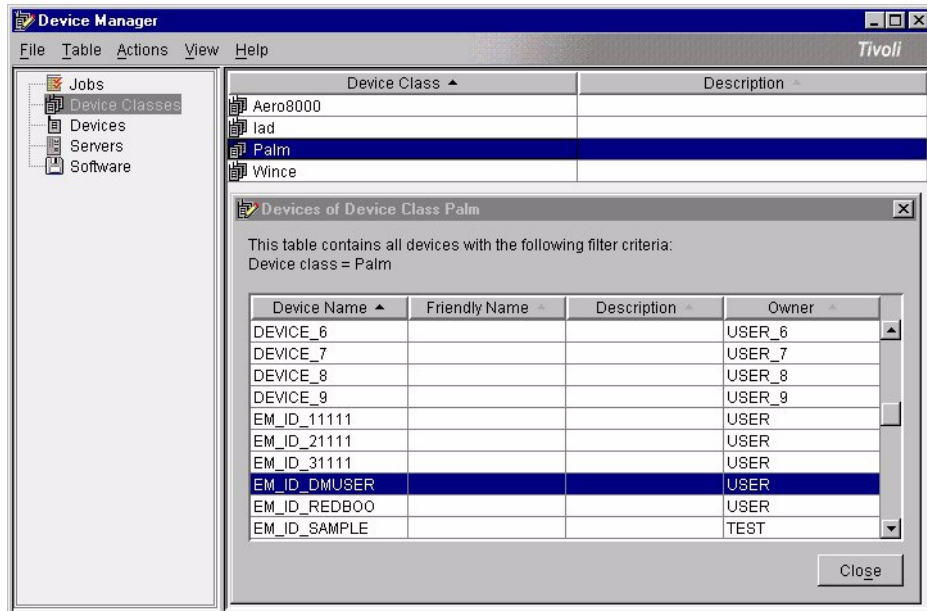 Device Manager
File Table Actions View Help Tivoli
Jobs
Device Classes
Devices
Servers
Software
Device Class Description
Aero8000
Iad
Palm
Wince
Devices of Device Class Palm
This table contains all devices with the following filter criteria:
Device class = Palm
Device Name Friendly Name Description Owner
DEVICE_6 USER_6
DEVICE_7 USER_7
DEVICE_8 USER_8
DEVICE_9 USER_9
EM_ID_11111 USER
EM_ID_21111 USER
EM_ID_31111 USER
EM_ID_DMUSER USER
EM_ID_REDBOO USER
EM_ID_SAMPLE TEST
Close